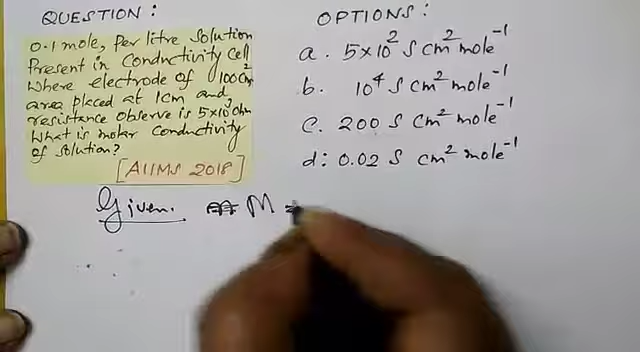 QUESTION:
0.1 mole, Per litre Solution
Present in Conductivity Cell
Where electrode of 100cm²
area placed at 1cm and
resistance Observe is 5×10³ Ohm
What is molar Conductivity
of Solution?
[AIIMS 2018]
OPTIONS:
a. 5×10² S cm² mole⁻¹
b. 10⁴ S cm² mole⁻¹
c. 200 S cm² mole⁻¹
d: 0.02 S cm² mole⁻¹
Given. M =